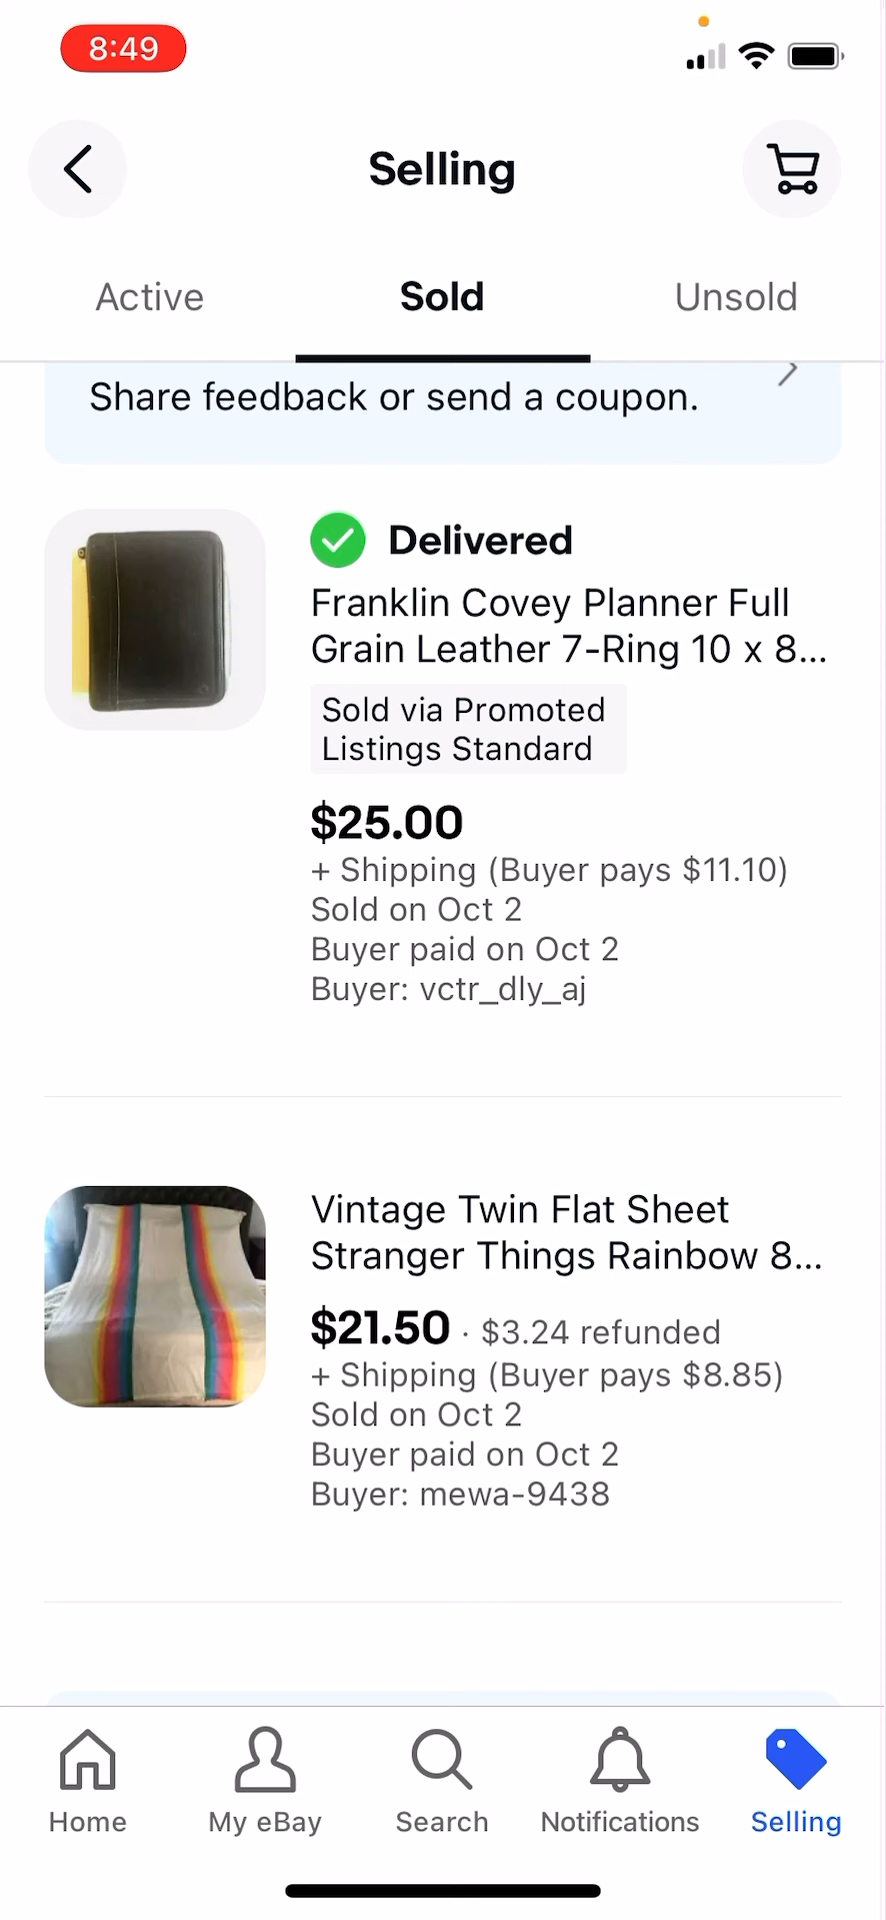 8:49
Selling
Active
Sold
Unsold
Share feedback or send a coupon.
Delivered
Franklin Covey Planner Full
Grain Leather 7-Ring 10 x 8...
Sold via Promoted
Listings Standard
$25.00
+ Shipping (Buyer pays $11.10)
Sold on Oct 2
Buyer paid on Oct 2
Buyer: vctr_dly_aj
Vintage Twin Flat Sheet
Stranger Things Rainbow 8...
$21.50 · $3.24 refunded
+ Shipping (Buyer pays $8.85)
Sold on Oct 2
Buyer paid on Oct 2
Buyer: mewa-9438
Home
My eBay
Search
Notifications
Selling